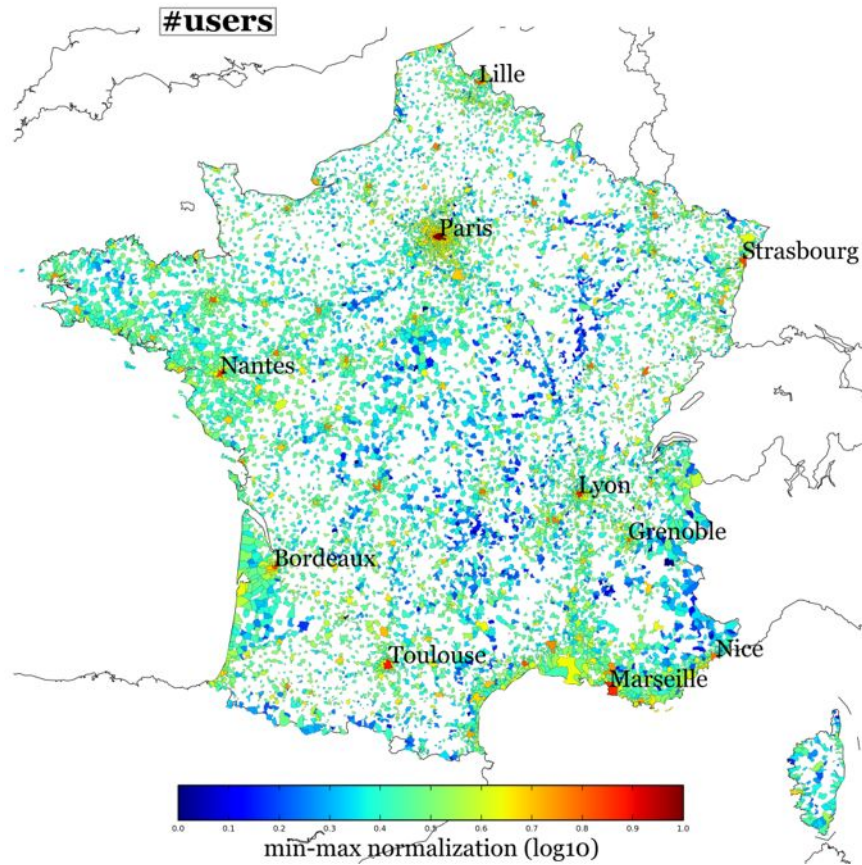 #users
Lille
Paris
Strasbourg
Nantes
Lyon
Grenoble
Bordeaux
Nice
Toulouse
Marseille
0.0 0.1 0.2 0.3 0.4 0.5 0.6 0.7 0.8 0.9 1.0
min-max normalization (log10)